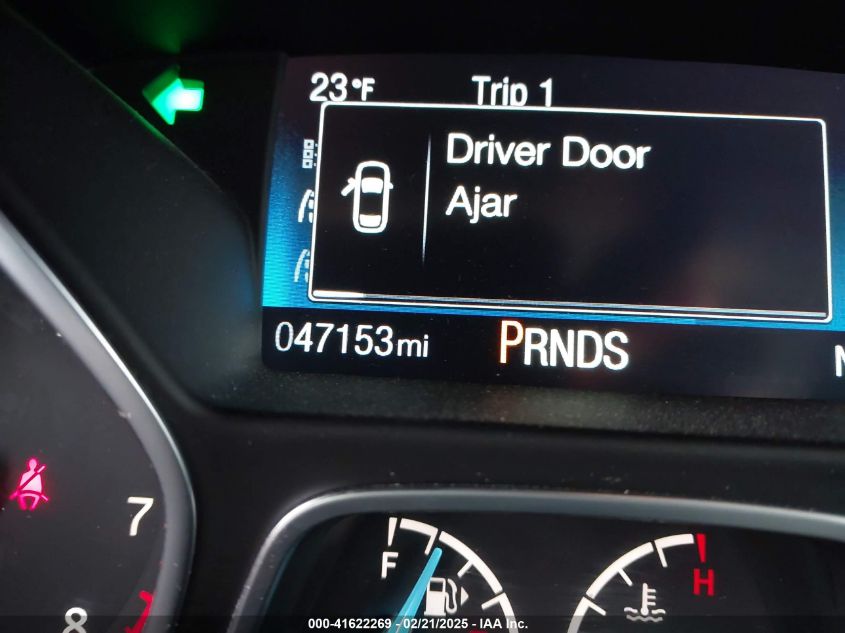 23°F
Trip 1
Driver Door
Ajar
047153mi
PRNDS
7
8
F
H
000-41622269 - 02/21/2025 - IAA Inc.